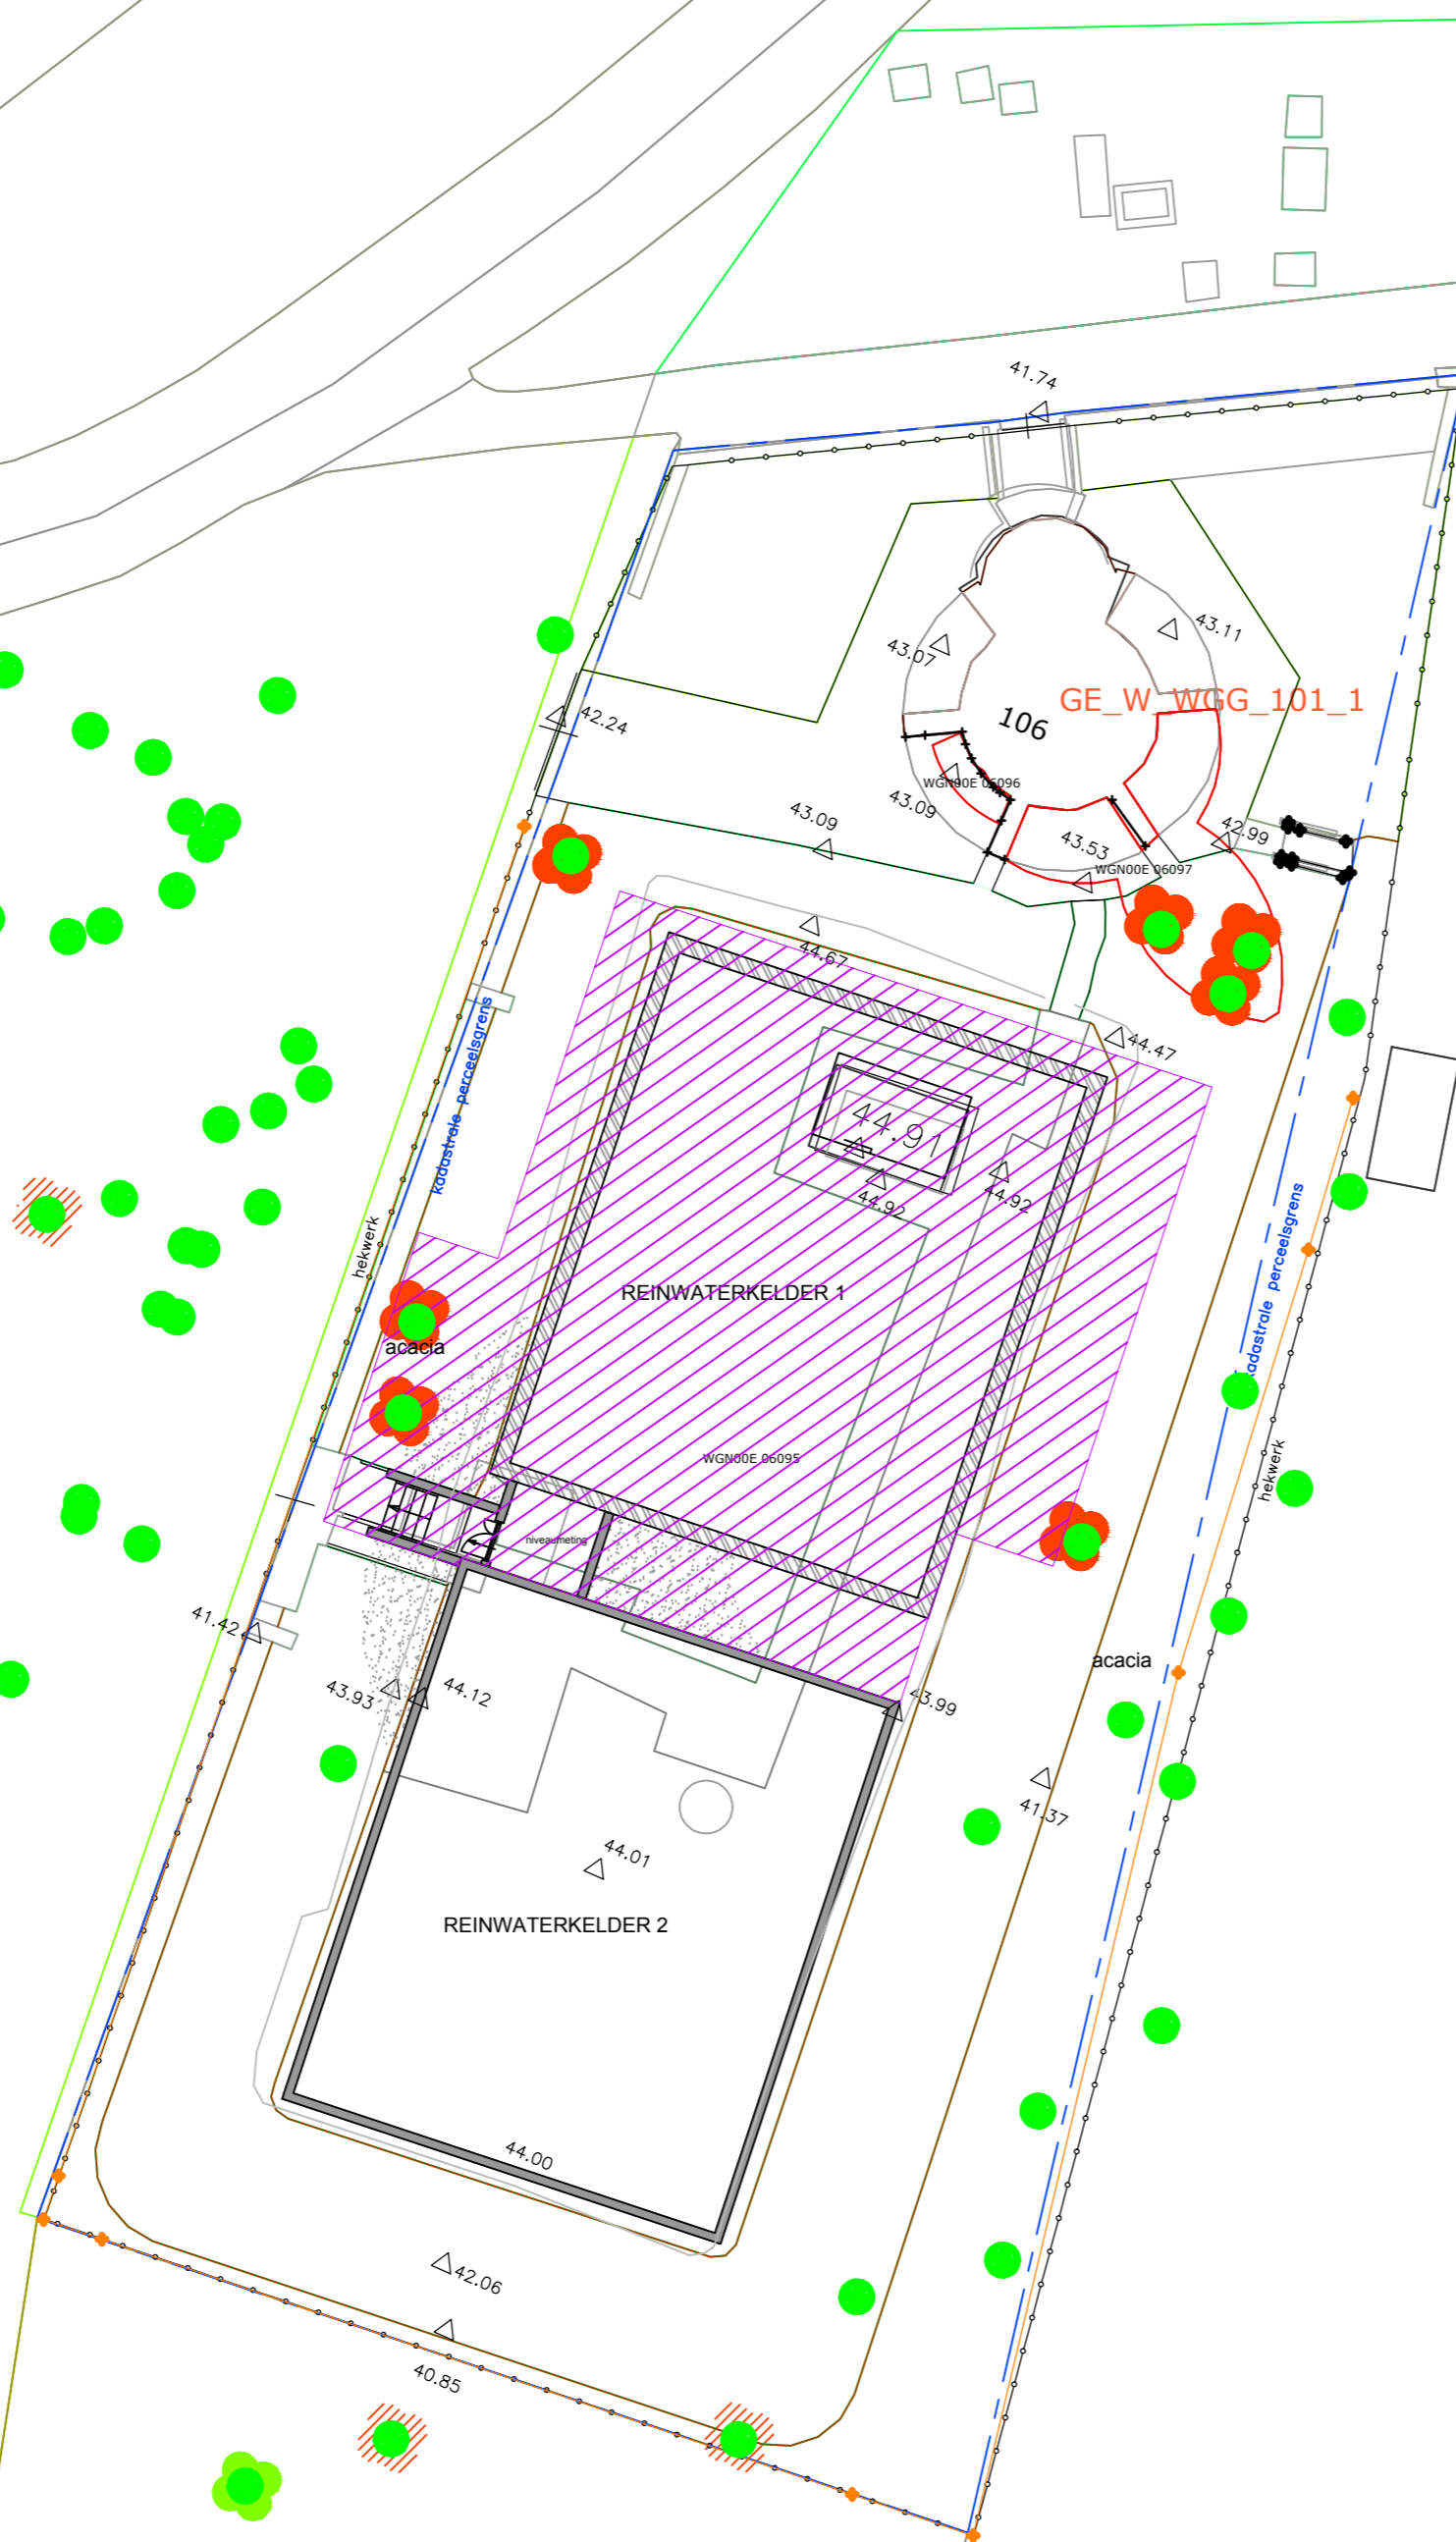 41.74
43.11
43.07
GE_W_WGG_101_1
106
42.24
WGN00E 06096
43.09
43.09
42.99
43.53
WGN00E 06097
44.67
44.47
kadastrale perceelsgrens
44.91
44.92
44.92
kadastrale perceelsgrens
hekwerk
REINWATERKELDER 1
acacia
WGN00E 06095
hekwerk
niveaumeting
41.42
acacia
43.93
44.12
43.99
41.37
44.01
REINWATERKELDER 2
44.00
42.06
40.85